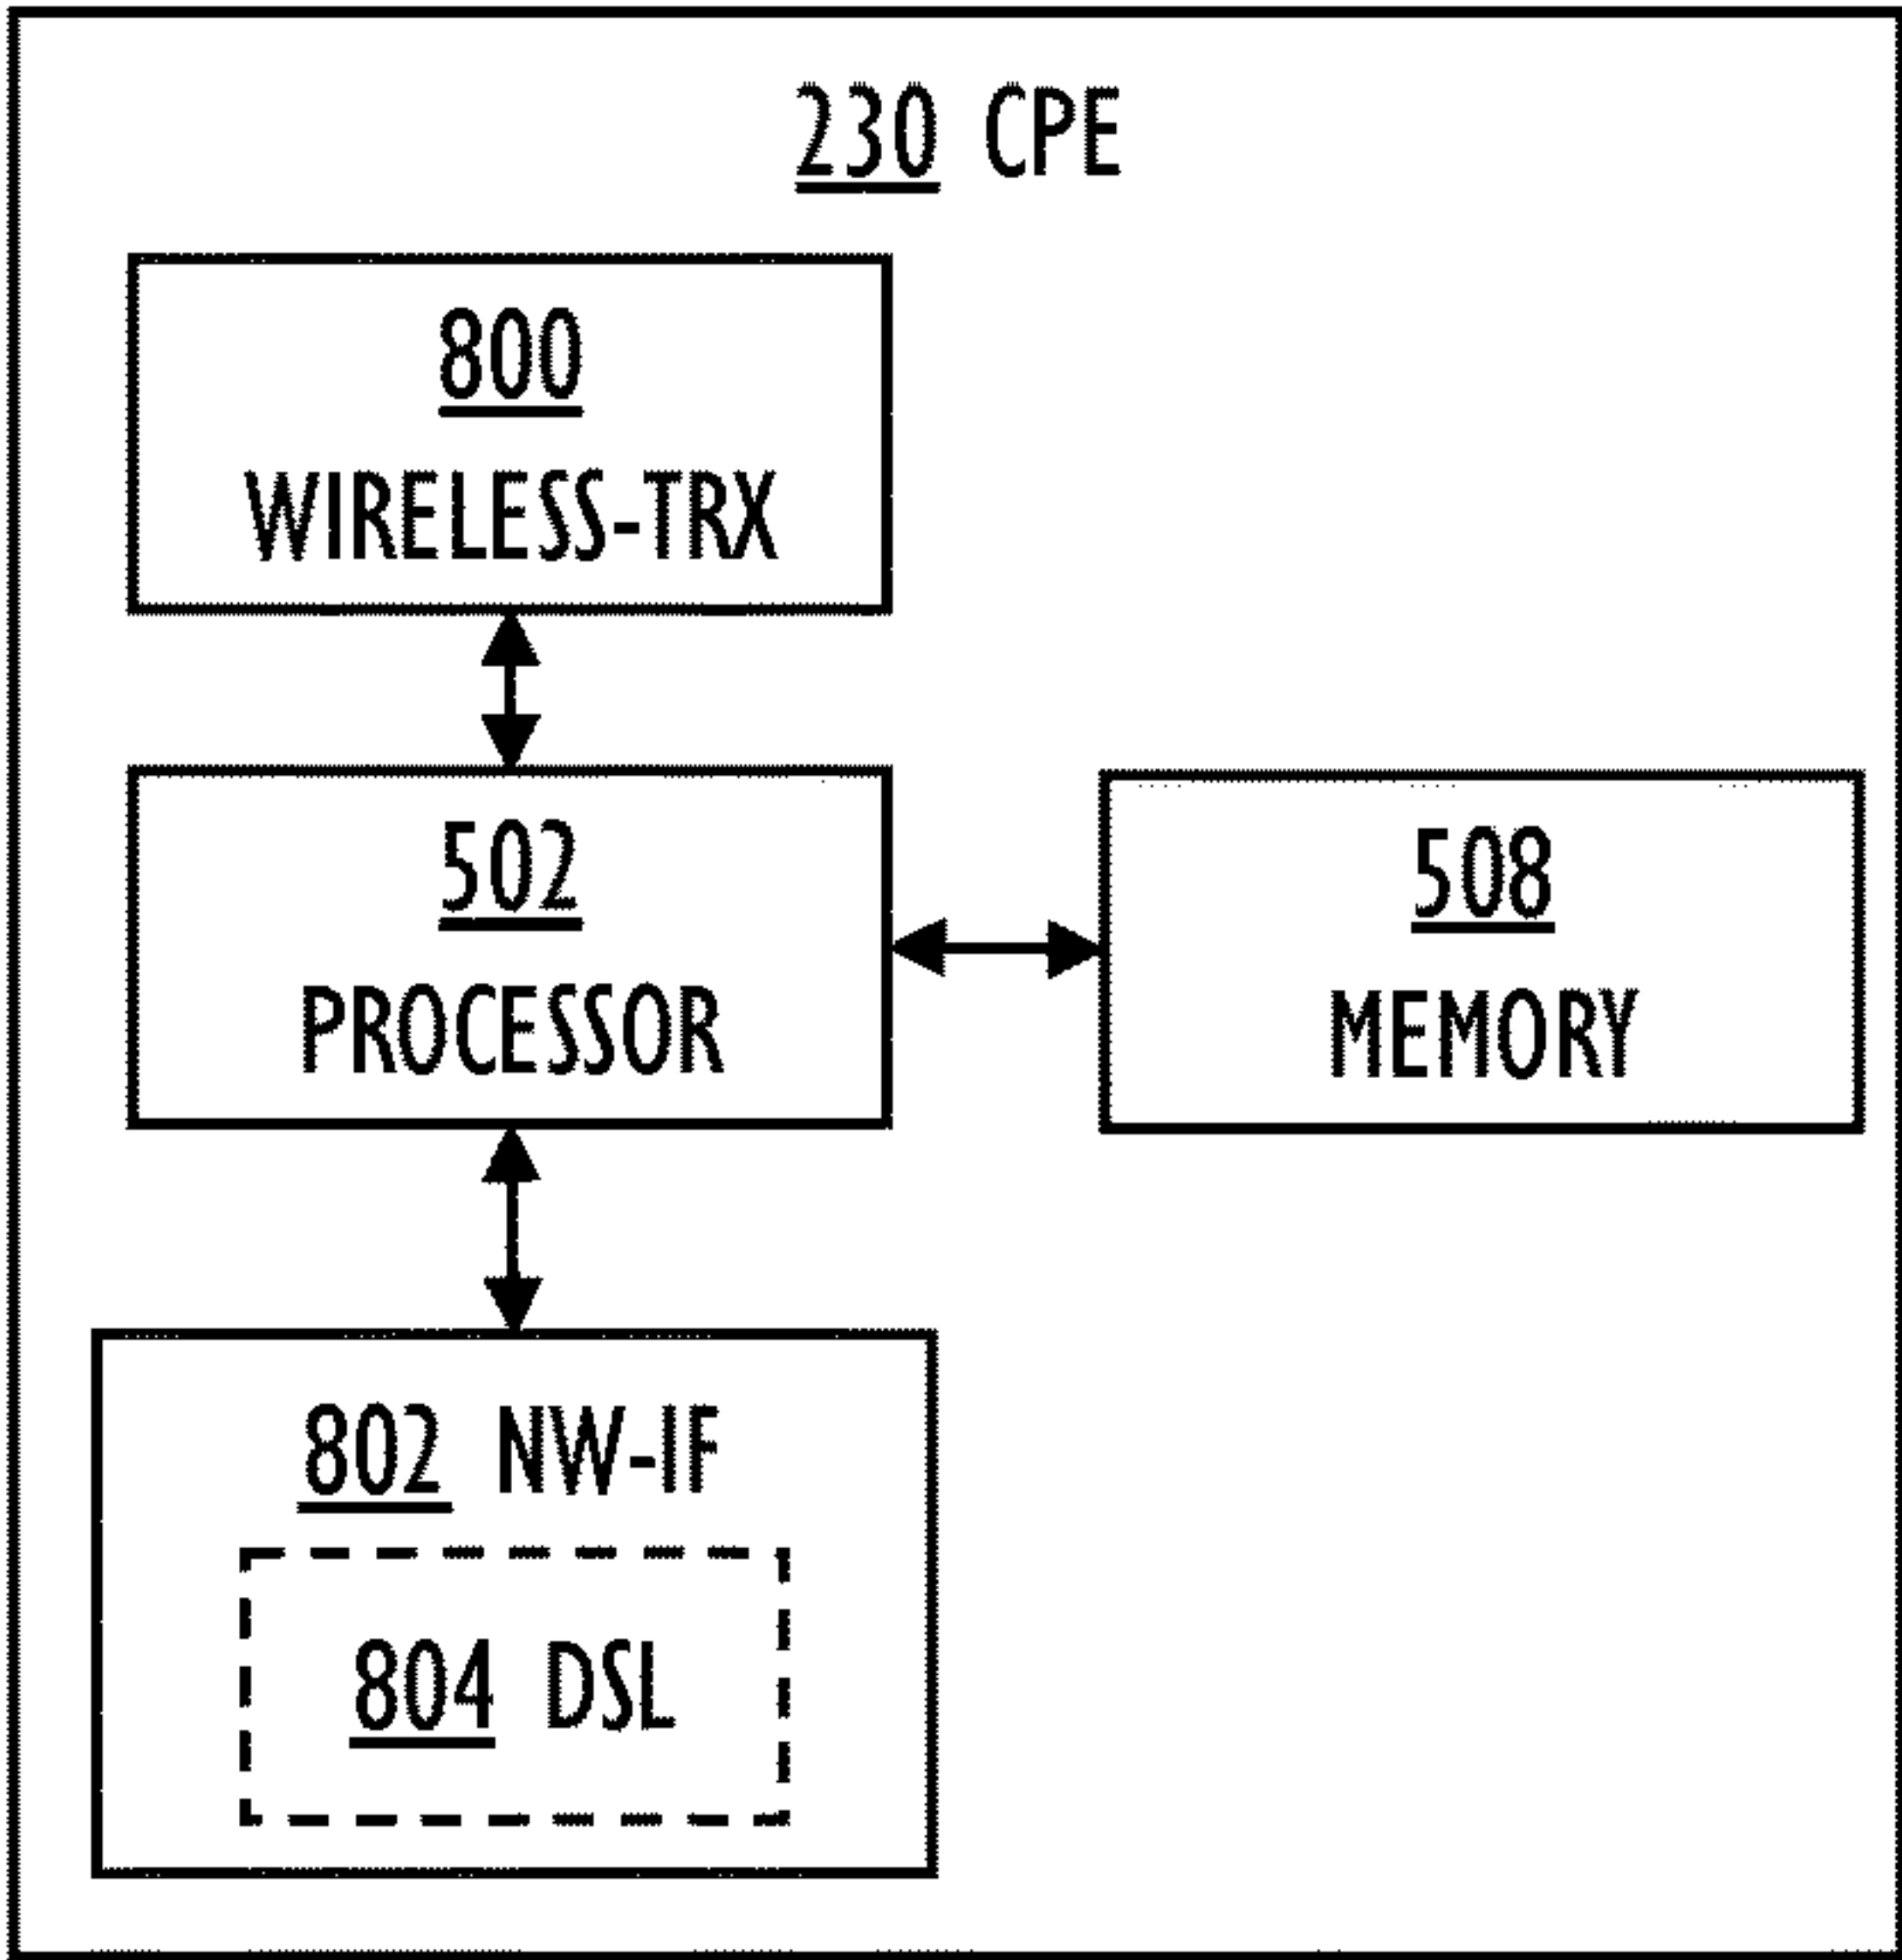 230 CPE
800
WIRELESS-TRX
502
PROCESSOR
508
MEMORY
802 NW-IF
804 DSL